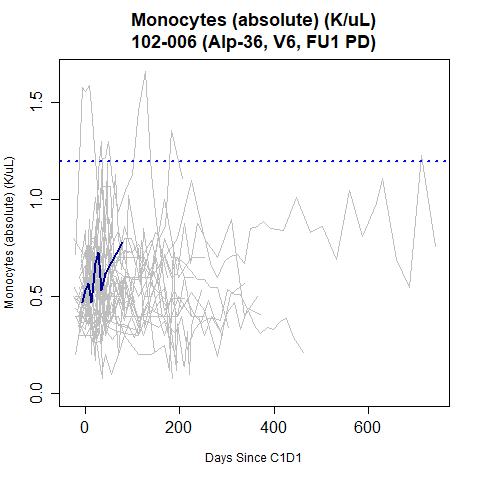 Monocytes (absolute) (K/uL)
102-006 (Alp-36, V6, FU1 PD)
Monocytes (absolute) (K/uL)
1.5
1.0
0.5
0.0
0 200 400 600
Days Since C1D1